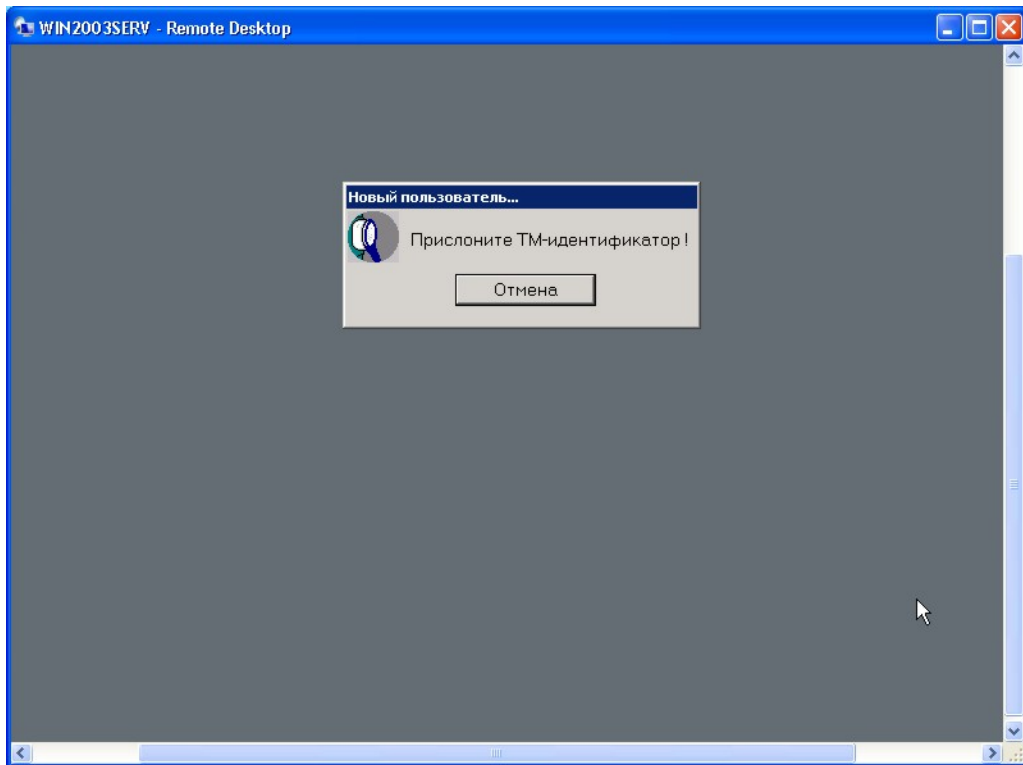 WIN2003SERV - Remote Desktop
Новый пользователь...
Прислоните ТМ-идентификатор !
Отмена